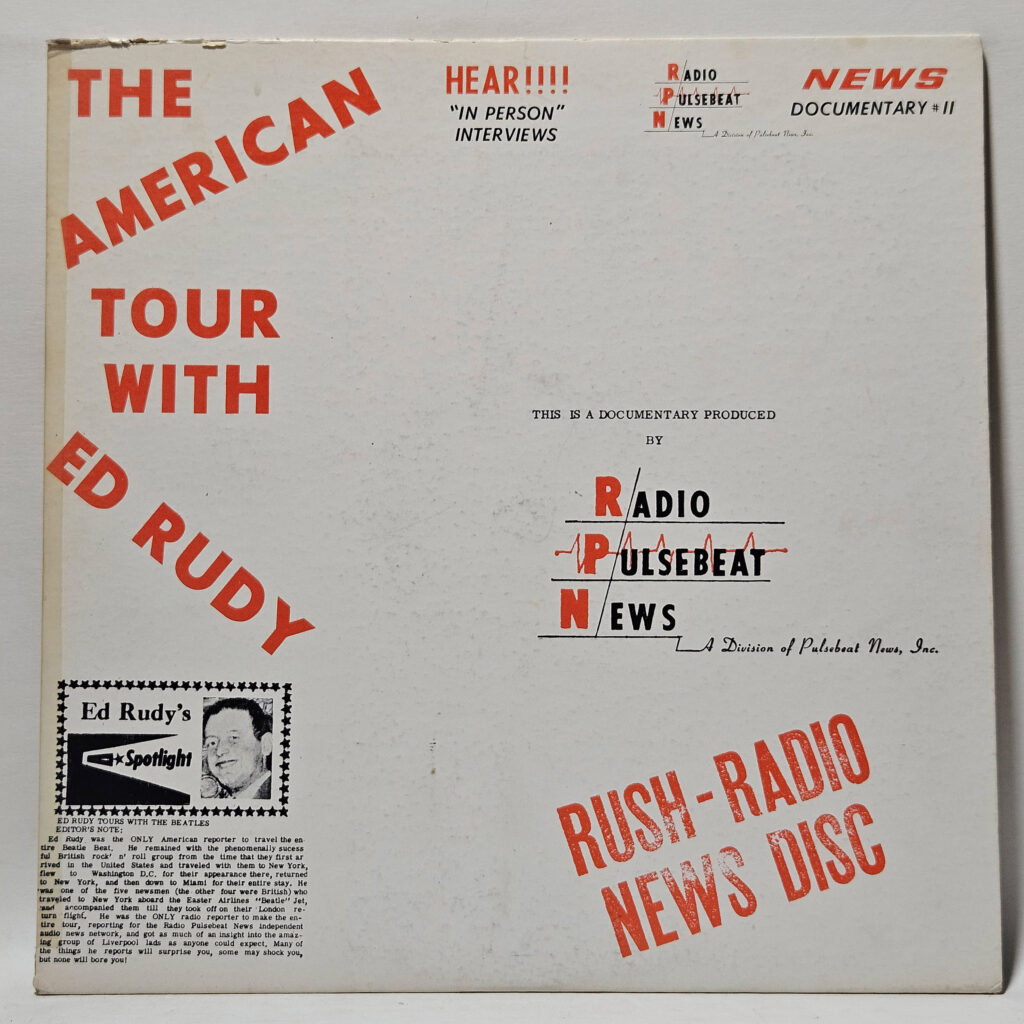 THE
AMERICAN
TOUR
WITH
ED RUDY
HEAR!!!!
"IN PERSON"
INTERVIEWS
RADIO
PULSEBEAT
NEWS
A Division of Pulsebeat News, Inc.
NEWS
DOCUMENTARY #11
THIS IS A DOCUMENTARY PRODUCED
BY
RADIO
PULSEBEAT
NEWS
A Division of Pulsebeat News, Inc.
Ed Rudy's
Spotlight
ED RUDY TOURS WITH THE BEATLES
EDITOR'S NOTE:
Ed Rudy was the ONLY American reporter to travel the en-
tire Beatle Beat. He remained with the phenomenally sucess
ful British rock' n' roll group from the time that they first ar
rived in the United States and traveled with them to New York,
flew to Washington D.C. for their appearance there, returned
to New York, and then down to Miami for their entire stay. He
was one of the five newsmen (the other four were British) who
traveled to New York aboard the Easter Airlines "Beatle" Jet,
and accompanied them till they took off on their London re-
turn flight. He was the ONLY radio reporter to make the en-
tire tour, reporting for the Radio Pulsebeat News independent
audio news network, and got as much of an insight into the amaz-
ing group of Liverpool lads as anyone could expect. Many of
the things he reports will surprise you, some may shock you,
but none will bore you!
RUSH-RADIO
NEWS DISC